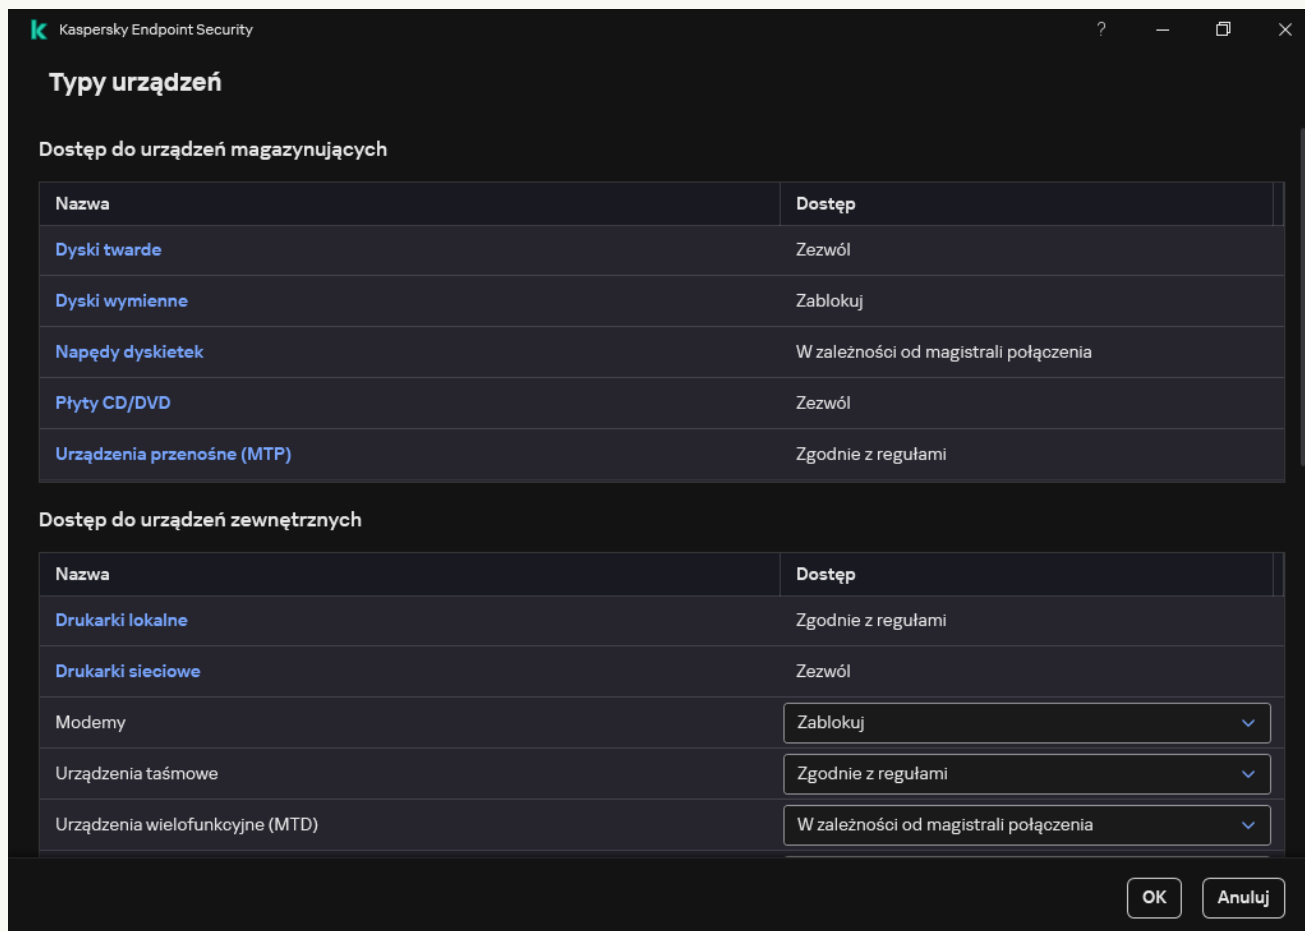 Kaspersky Endpoint Security
Typy urządzeń
Dostęp do urządzeń magazynujących
Nazwa Dostęp
Dyski twarde Zezwól
Dyski wymienne Zablokuj
Napędy dyskietek W zależności od magistrali połączenia
Płyty CD/DVD Zezwól
Urządzenia przenośne (MTP) Zgodnie z regułami
Dostęp do urządzeń zewnętrznych
Nazwa Dostęp
Drukarki lokalne Zgodnie z regułami
Drukarki sieciowe Zezwól
Modemy Zablokuj
Urządzenia taśmowe Zgodnie z regułami
Urządzenia wielofunkcyjne (MTD) W zależności od magistrali połączenia
OK Anuluj